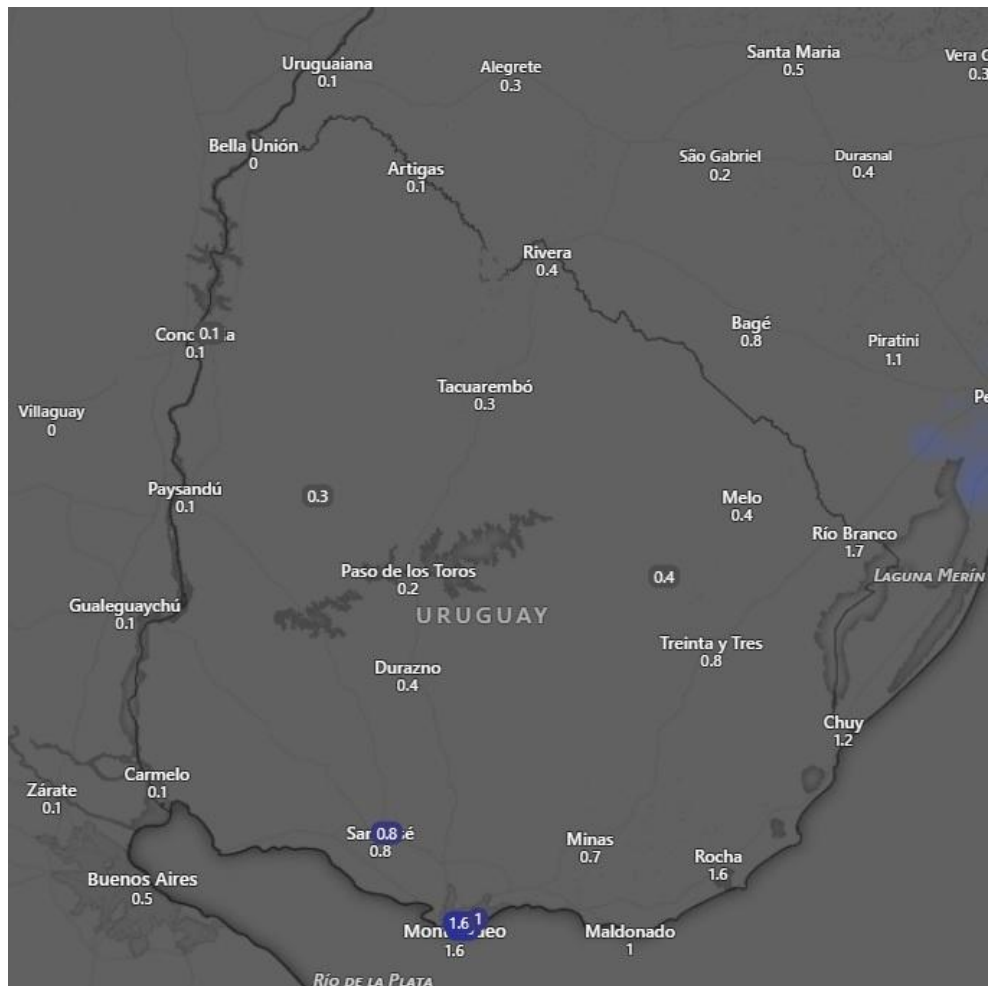 Uruguaiana
0.1
Alegrete
0.3
Santa Maria
0.5
Vera
0.3
Bella Unión
0
Artigas
0.1
São Gabriel
0.2
Durasnal
0.4
Rivera
0.4
0.1
0.1
Bagé
0.8
Piratini
1.1
Tacuarembó
0.3
Villaguay
0
Paysandú
0.1
0.3
Melo
0.4
Río Branco
1.7
Paso de los Toros
0.2
0.4
LAGUNA MERÍN
Gualeguaychú
0.1
URUGUAY
Treinta y Tres
0.8
Durazno
0.4
Chuy
1.2
Carmelo
0.1
Zárate
0.1
0.8
0.8
Minas
0.7
Rocha
1.6
Buenos Aires
0.5
1.6
1
1.6
Maldonado
1
RÍO DE LA PLATA